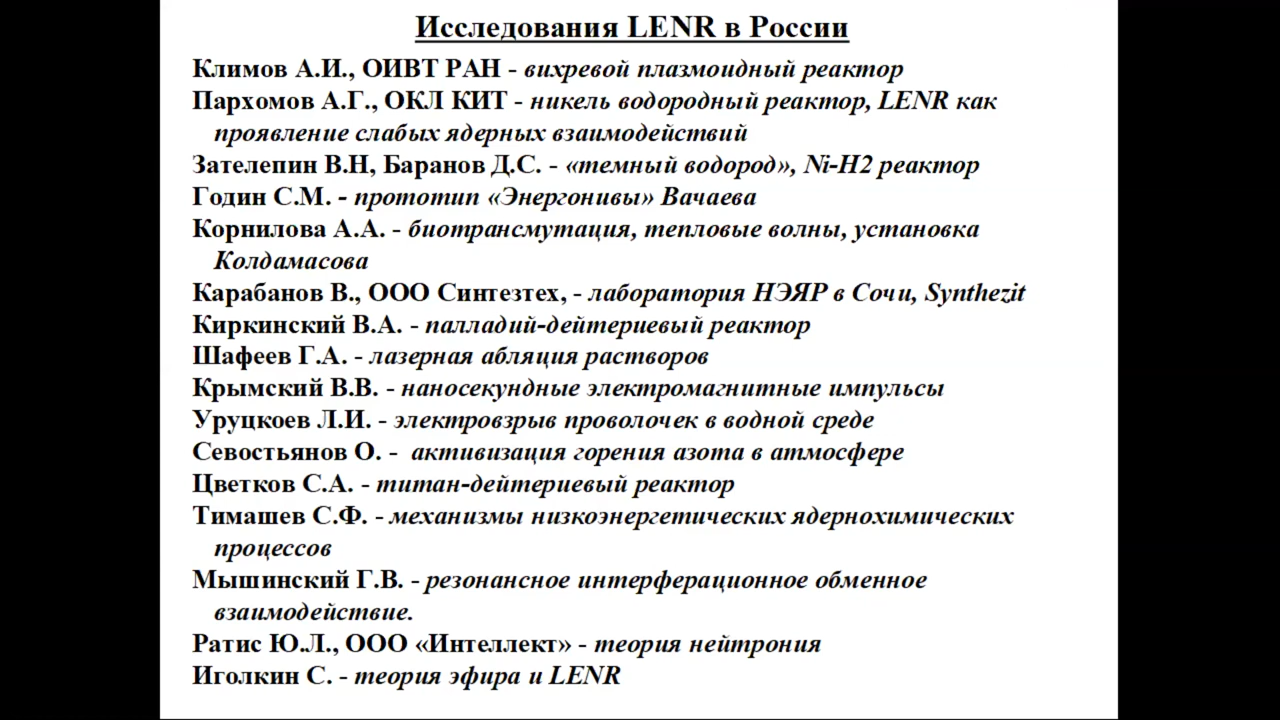 Исследования LENR в России
Климов А.И., ОИВТ РАН - вихревой плазмоидный реактор
Пархомов А.Г., ОКЛ КИТ - никель водородный реактор, LENR как
проявление слабых ядерных взаимодействий
Зателепин В.Н, Баранов Д.С. - «темный водород», Ni-H2 реактор
Годин С.М. - прототип «Энергонивы» Вачаева
Корнилова А.А. - биотрансмутация, тепловые волны, установка
Колдамасова
Карабанов В., ООО Синтезтех, - лаборатория НЭЯР в Сочи, Synthezit
Киркинский В.А. - палладий-дейтериевый реактор
Шафеев Г.А. - лазерная абляция растворов
Крымский В.В. - наносекундные электромагнитные импульсы
Уруцкоев Л.И. - электровзрыв проволочек в водной среде
Севостьянов О. - активизация горения азота в атмосфере
Цветков С.А. - титан-дейтериевый реактор
Тимашев С.Ф. - механизмы низкоэнергетических ядернохимических
процессов
Мышинский Г.В. - резонансное интерферационное обменное
взаимодействие.
Ратис Ю.Л., ООО «Интеллект» - теория нейтрония
Иголкин С. - теория эфира и LENR